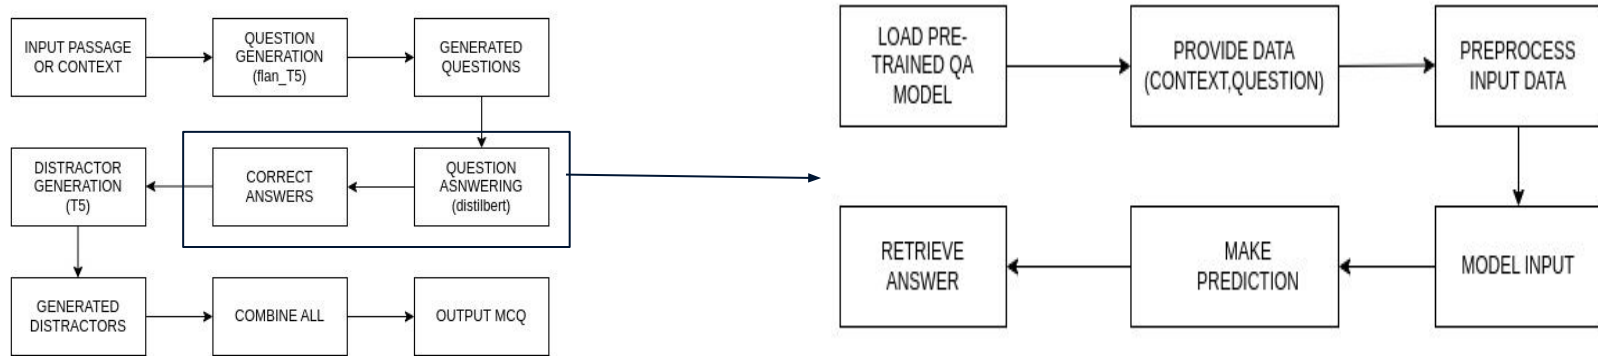 INPUT PASSAGE
OR CONTEXT
QUESTION
GENERATION
(flan_T5)
GENERATED
QUESTIONS
DISTRACTOR
GENERATION
(T5)
CORRECT
ANSWERS
QUESTION
ASNWERING
(distilbert)
GENERATED
DISTRACTORS
COMBINE ALL
OUTPUT MCQ
LOAD PRE-
TRAINED QA
MODEL
PROVIDE DATA
(CONTEXT,QUESTION)
PREPROCESS
INPUT DATA
RETRIEVE
ANSWER
MAKE
PREDICTION
MODEL INPUT